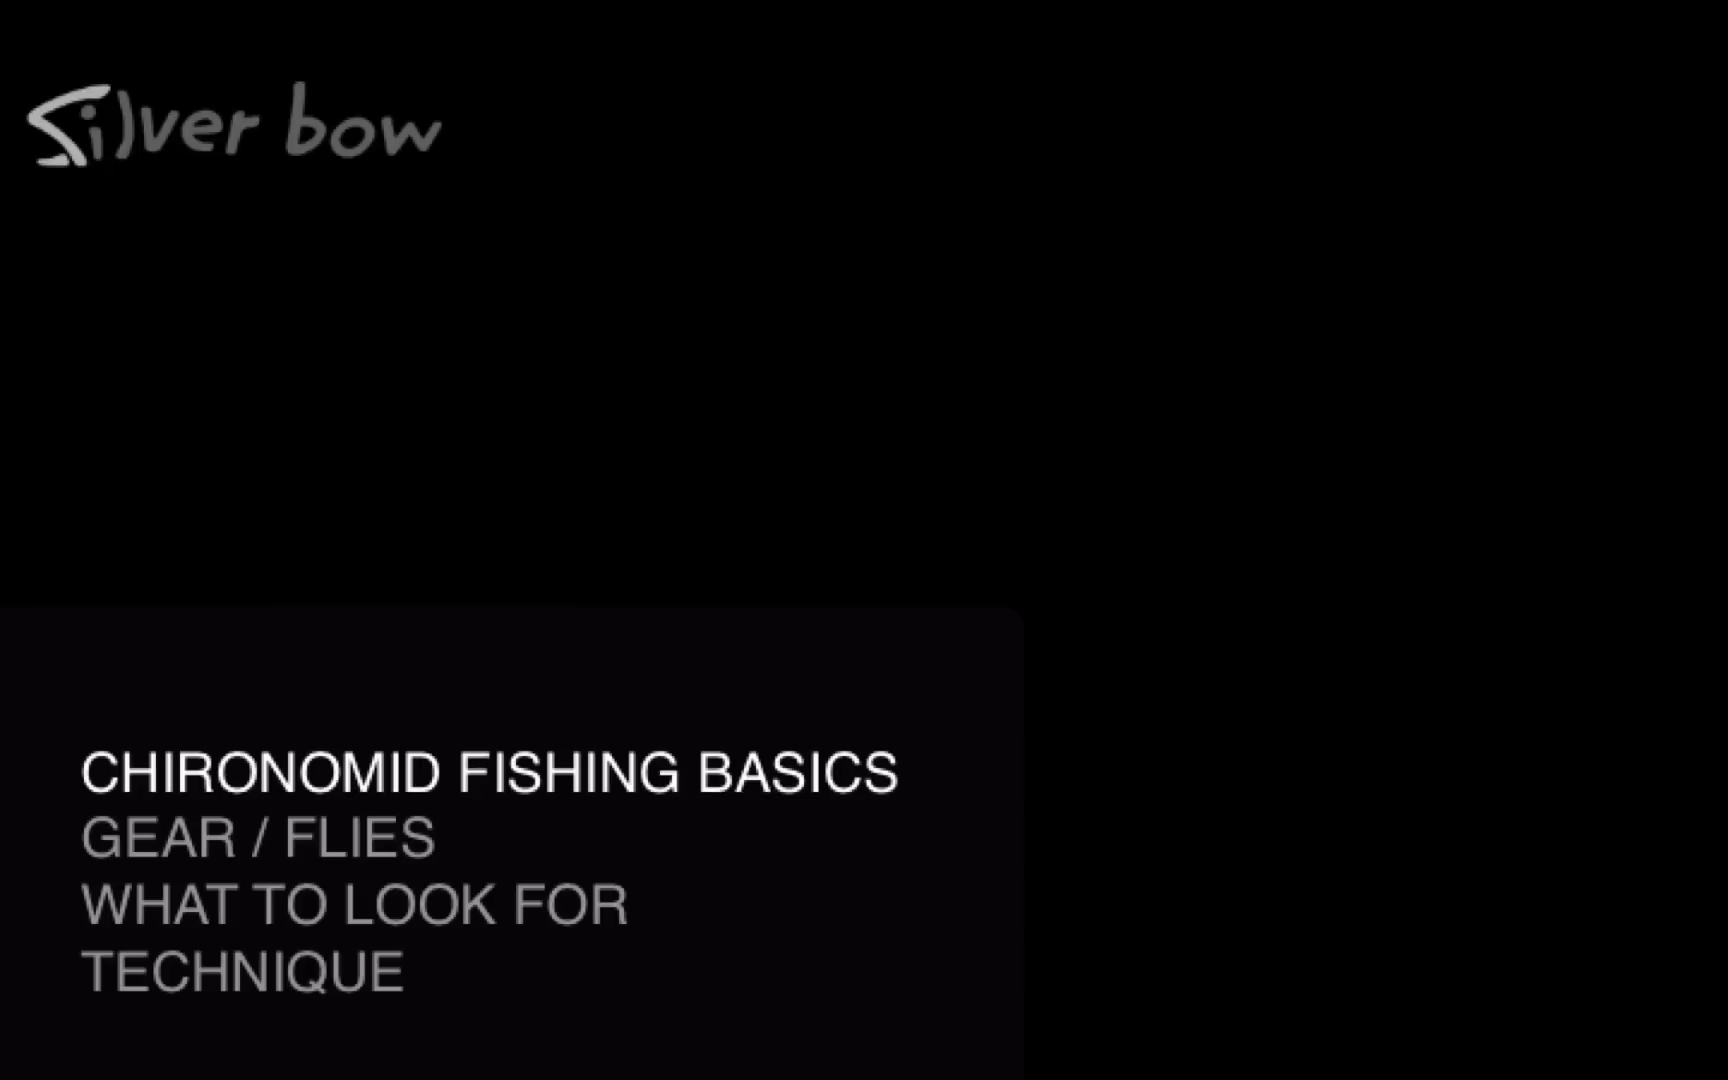 Silver bow
CHIRONOMID FISHING BASICS
GEAR / FLIES
WHAT TO LOOK FOR
TECHNIQUE